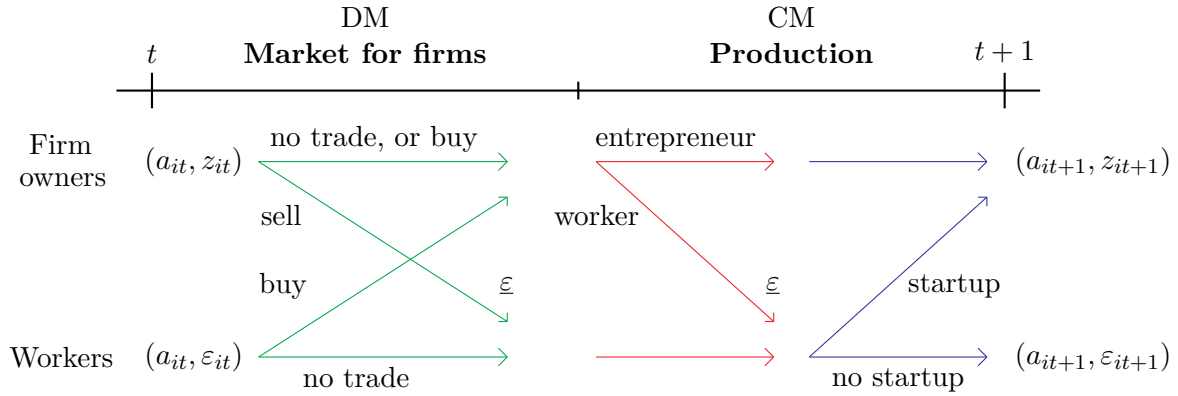 DM
CM
t
Market for firms
Production
t + 1
Firm
owners
(a_{it}, z_{it})
no trade, or buy
entrepreneur
(a_{it+1}, z_{it+1})
sell
worker
buy
ε
ε
startup
Workers
(a_{it}, ε_{it})
no trade
no startup
(a_{it+1}, ε_{it+1})